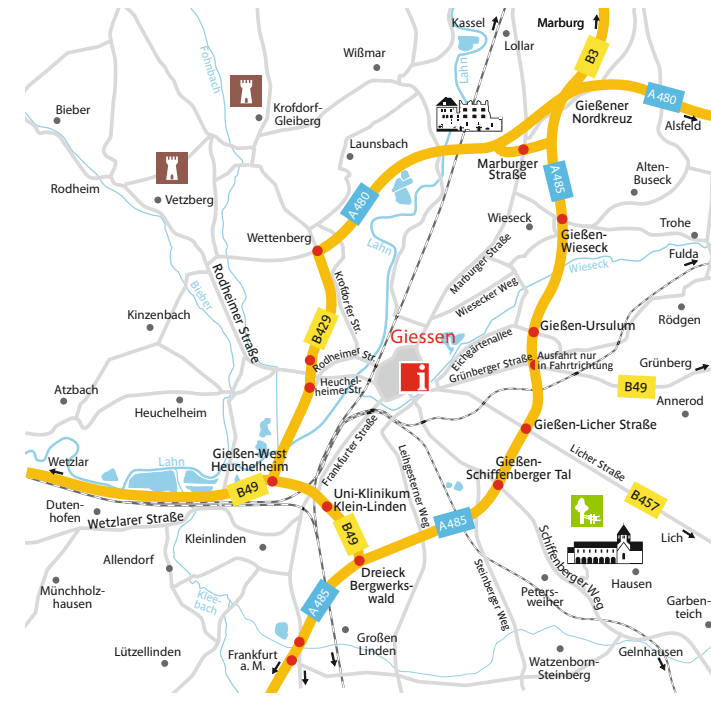 Kassel
Marburg
Lollar
Fohnbach
Wißmar
Lahn
B3
A 480
Krofdorf-
Gleiberg
Bieber
Gießener
Nordkreuz
Alsfeld
Launsbach
Marburger
Straße
A 485
Alten-
Buseck
Rodheim
Vetzberg
A 480
Wieseck
Trohe
Wettenberg
Lahn
Gießen-
Wieseck
Fulda
Marburger Straße
Wieseck
Rodheimer Straße
Krofdorfer Str.
Wiesecker Weg
Bieber
Kinzenbach
B429
Giessen
Eichgärtenallee
Gießen-Ursulum
Rödgen
Rodheimer Str.
Grünberger Straße
Ausfahrt nur
in Fahrtrichtung
Grünberg
Heuchel-
heimer Str.
B49
Atzbach
Heuchelheim
Annerod
Gießen-Licher Straße
Frankfurter Straße
Leihgesterner Weg
Licher Straße
Wetzlar
Lahn
Gießen-West
Heuchelheim
Gießen-
Schiffenberger Tal
B49
Uni-Klinikum
Klein-Linden
B457
Duten-
hofen
Wetzlarer Straße
B49
A 485
Lich
Kleinlinden
Allendorf
Schiffenberger Weg
Dreieck
Bergwerks-
wald
Steinberger Weg
Hausen
Münchholz-
hausen
Klee-
bach
A 485
Peters-
weiher
Garben-
teich
Großen
Linden
Lützellinden
Frankfurt
a. M.
Watzenborn-
Steinberg
Gelnhausen